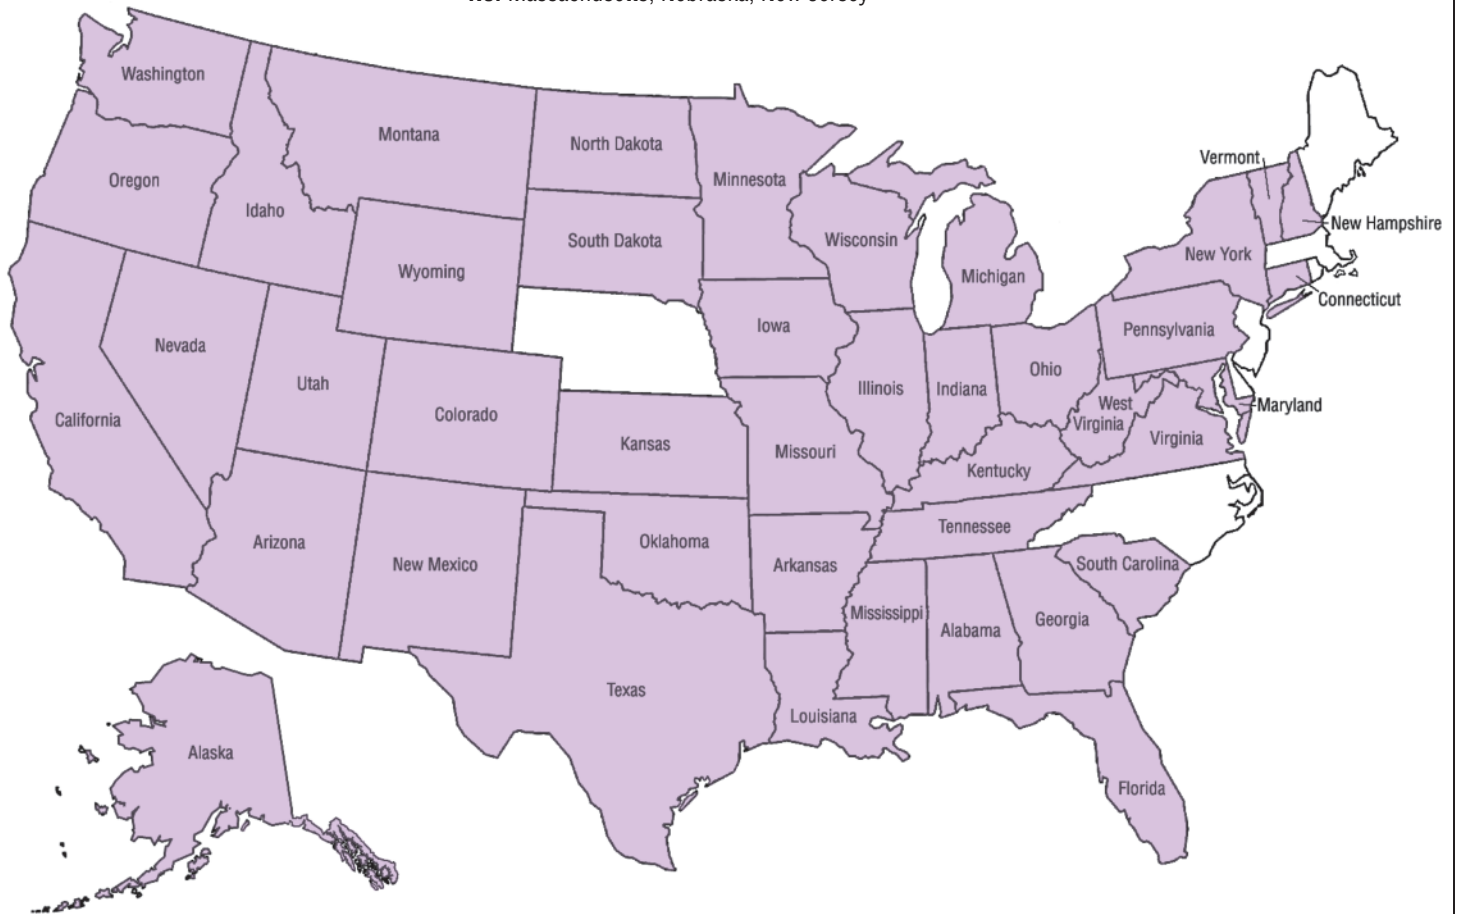 Washington
Montana
North Dakota
Minnesota
Vermont
Oregon
Idaho
New Hampshire
South Dakota
Wisconsin
New York
Wyoming
Michigan
Connecticut
Iowa
Pennsylvania
Nevada
Utah
Ohio
Illinois
Indiana
California
Colorado
West
Virginia
Maryland
Kansas
Missouri
Virginia
Kentucky
Tennessee
Arizona
New Mexico
Oklahoma
Arkansas
South Carolina
Mississippi
Alabama
Georgia
Texas
Louisiana
Alaska
Florida